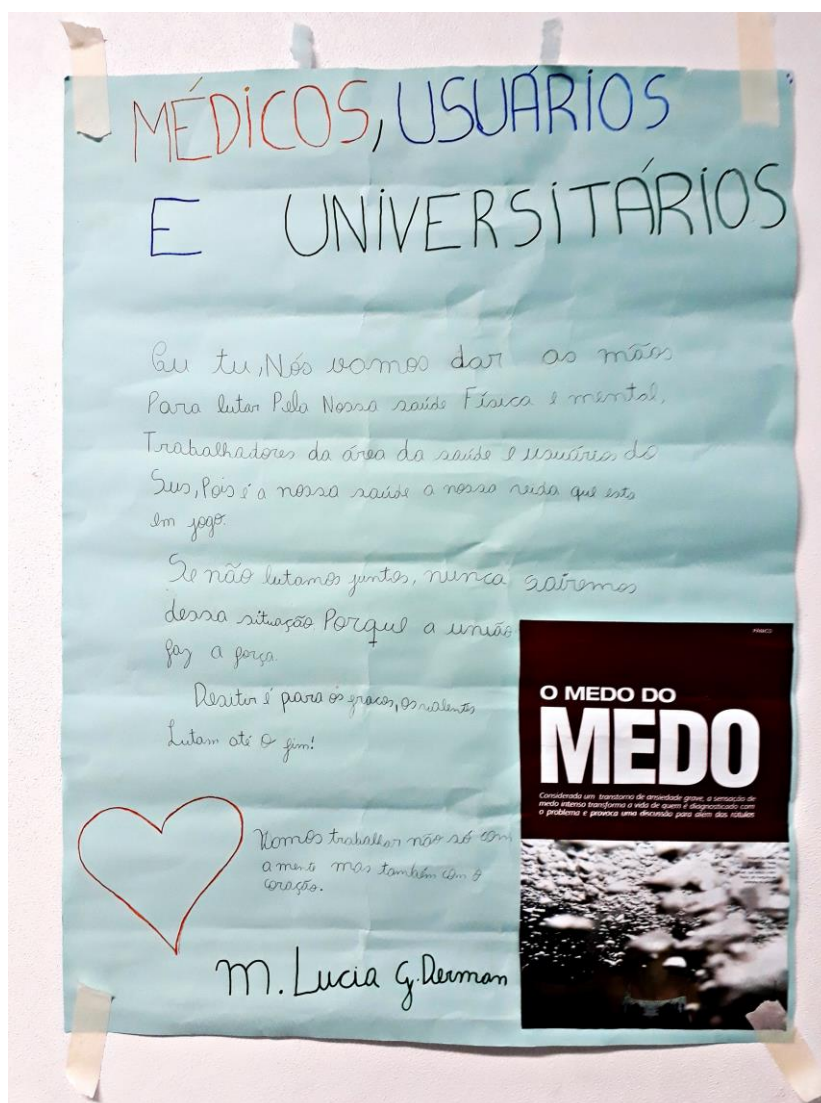 MÉDICOS, USUÁRIOS
E UNIVERSITÁRIOS
Eu tu, Nós vamos dar as mãos
Para lutar Pela Nossa saúde Física e mental.
Trabalhadores da área da saúde e usuários do
Sus, Pois é a nossa saúde a nossa vida que esta
em jogo.
Se não lutamos juntos, nunca sairemos
dessa situação. Porque a união
faz a força.
Desitir é para os fracos, os valentes
Lutam até o fim!
Vamos trabalhar não só com
a mente mas também com o
coração.
M. Lucia G. Derman
PÂNICO
O MEDO DO
MEDO
Considerada um transtorno de ansiedade grave, a sensação de
medo intenso transforma a vida de quem é diagnosticado com
o problema e provoca uma discussão para além dos rótulos